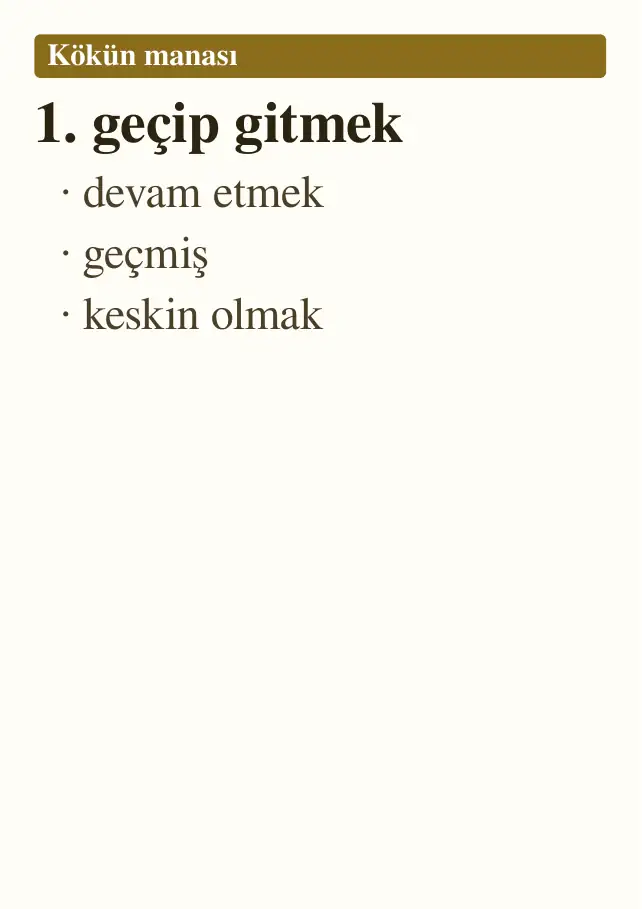 Kökün manası
1. geçip gitmek
· devam etmek
· geçmiş
· keskin olmak